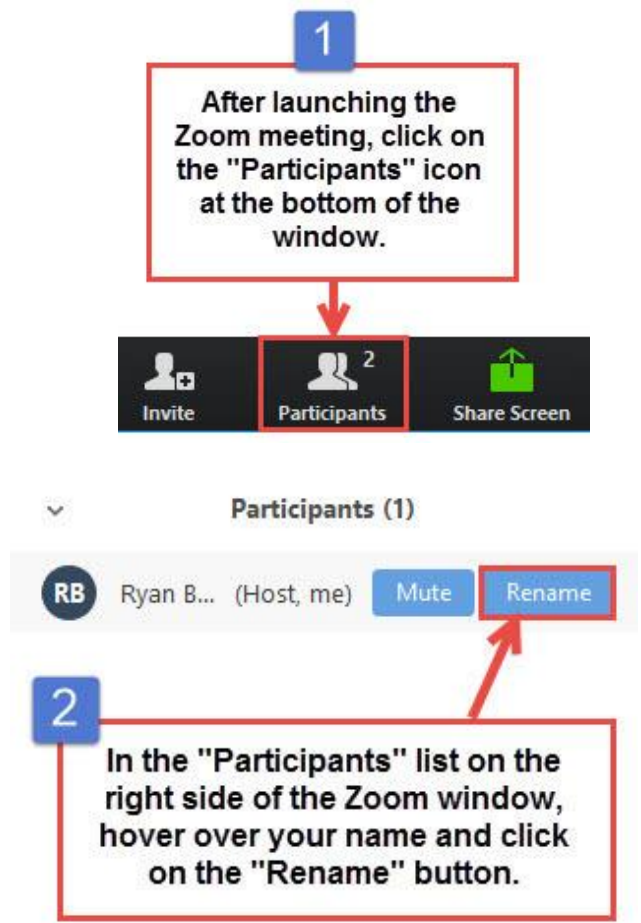 1
After launching the
Zoom meeting, click on
the "Participants" icon
at the bottom of the
window.
2
Invite Participants Share Screen
Participants (1)
RB Ryan B... (Host, me) Mute Rename
2
In the "Participants" list on the
right side of the Zoom window,
hover over your name and click
on the "Rename" button.